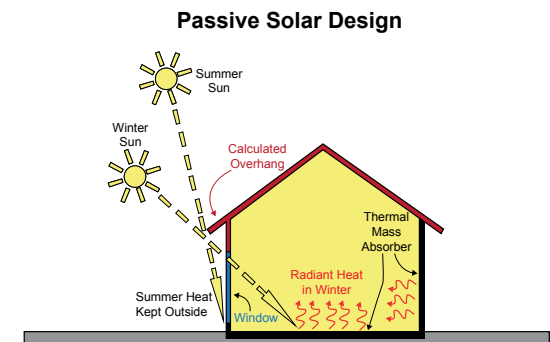 Passive Solar Design
Summer
Sun
Winter
Sun
Calculated
Overhang
Thermal
Mass
Absorber
Radiant Heat
in Winter
Summer Heat
Kept Outside
Window